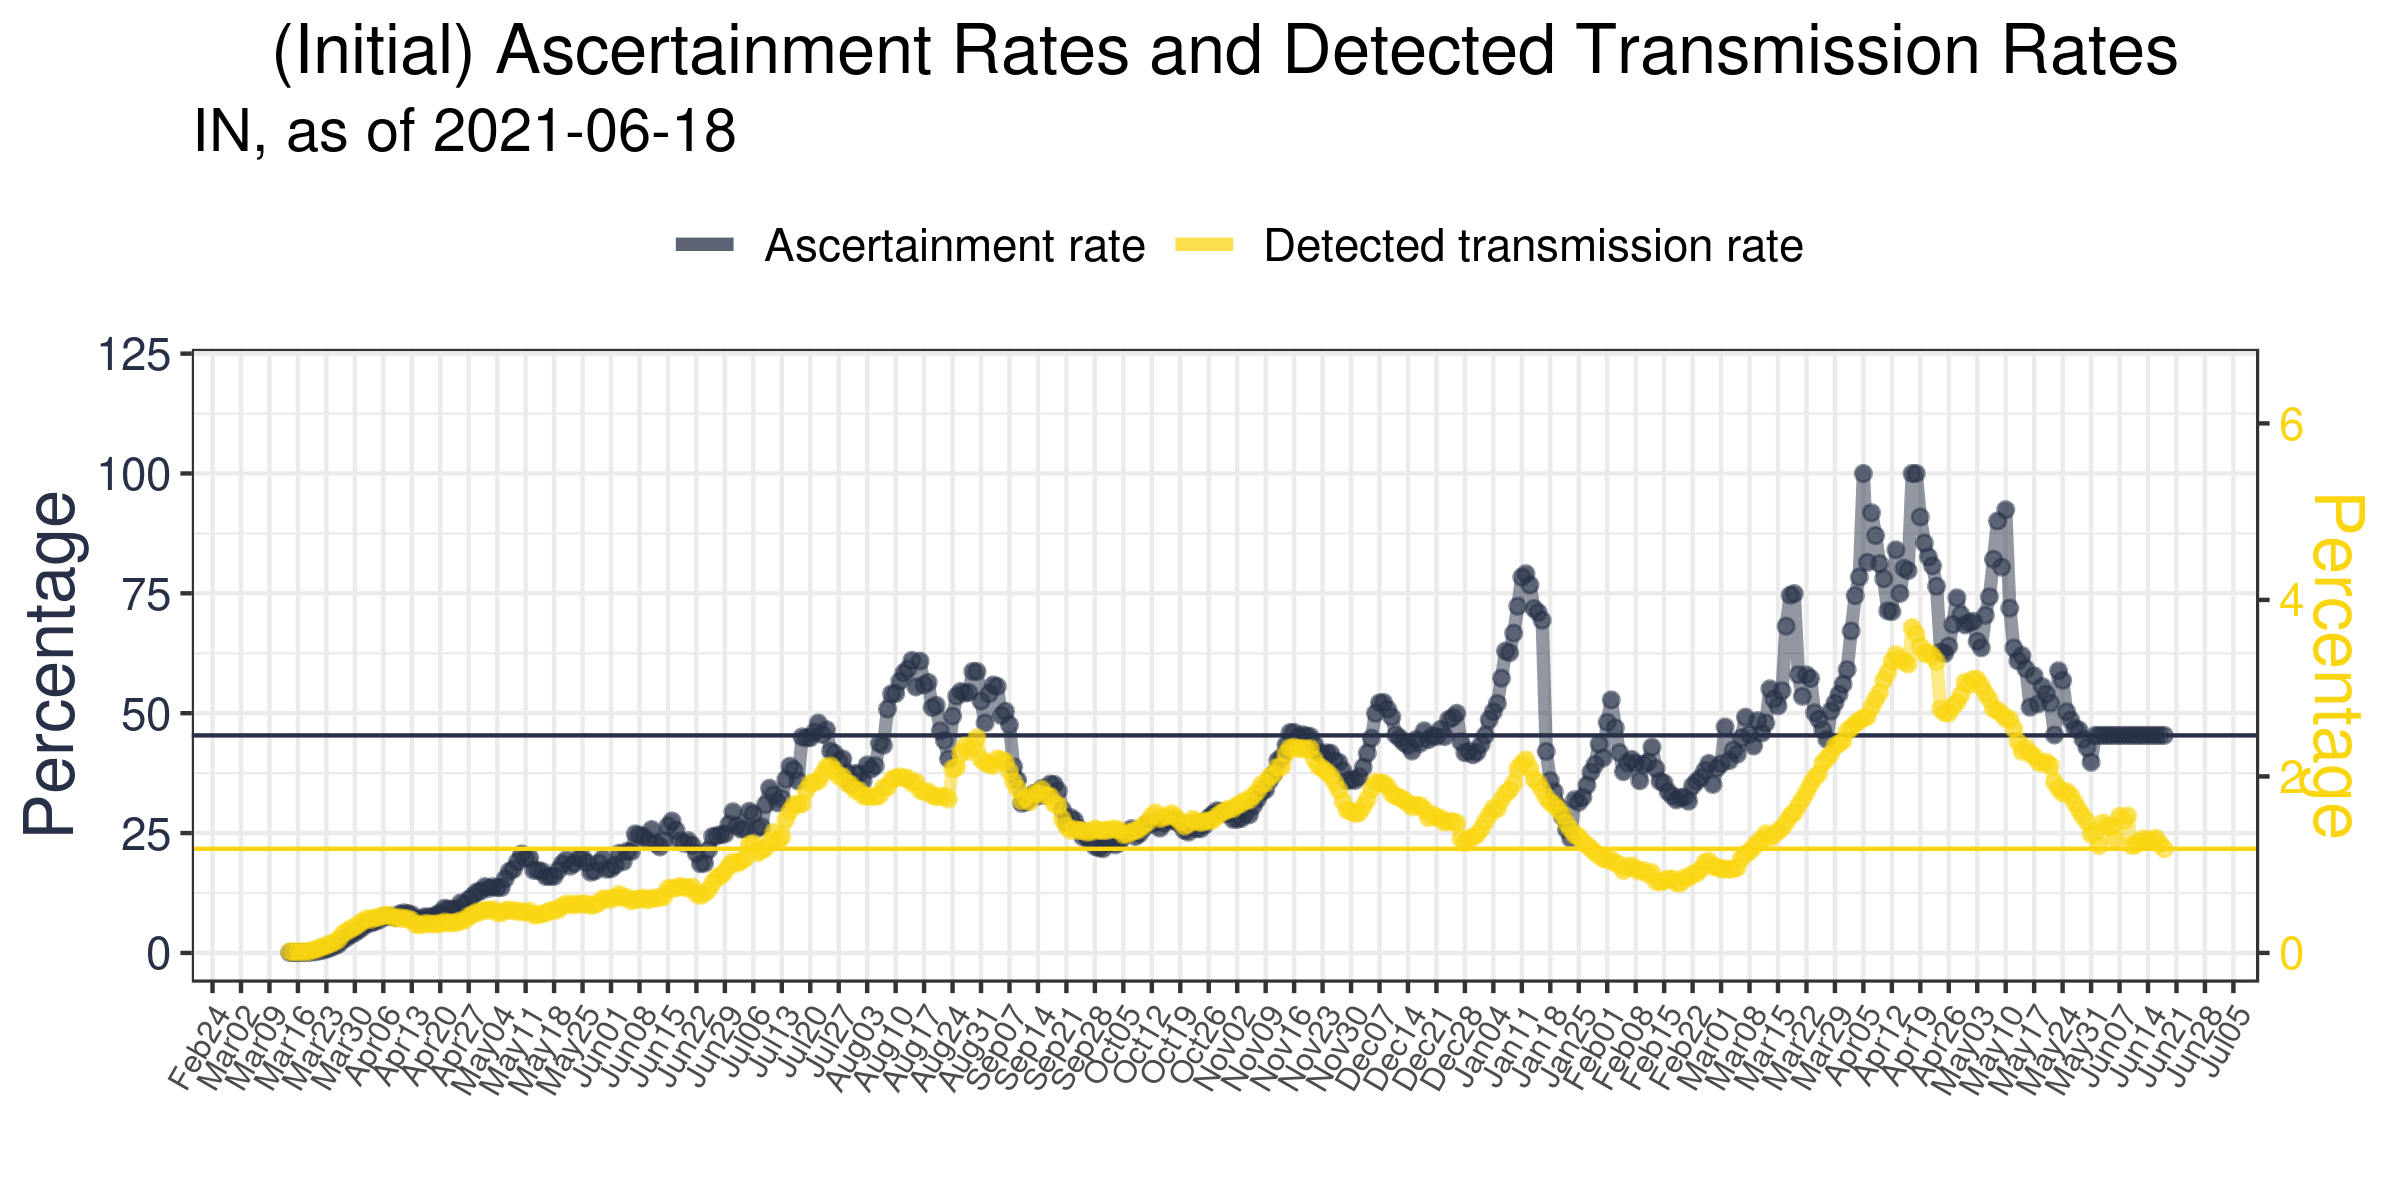 (Initial) Ascertainment Rates and Detected Transmission Rates
IN, as of 2021-06-18
Ascertainment rate
Detected transmission rate
Percentage
125
100
75
50
25
0
6
4
2
0
Percentage
Feb24
Mar02
Mar09
Mar16
Mar23
Mar30
Apr06
Apr13
Apr20
Apr27
May04
May11
May18
May25
Jun01
Jun08
Jun15
Jun22
Jun29
Jul06
Jul13
Jul20
Jul27
Aug03
Aug10
Aug17
Aug24
Aug31
Sep07
Sep14
Sep21
Sep28
Oct05
Oct12
Oct19
Oct26
Nov02
Nov09
Nov16
Nov23
Nov30
Dec07
Dec14
Dec21
Dec28
Jan04
Jan11
Jan18
Jan25
Feb01
Feb08
Feb15
Feb22
Mar01
Mar08
Mar15
Mar22
Mar29
Apr05
Apr12
Apr19
Apr26
May03
May10
May17
May24
May31
Jun07
Jun14
Jun21
Jun28
Jul05